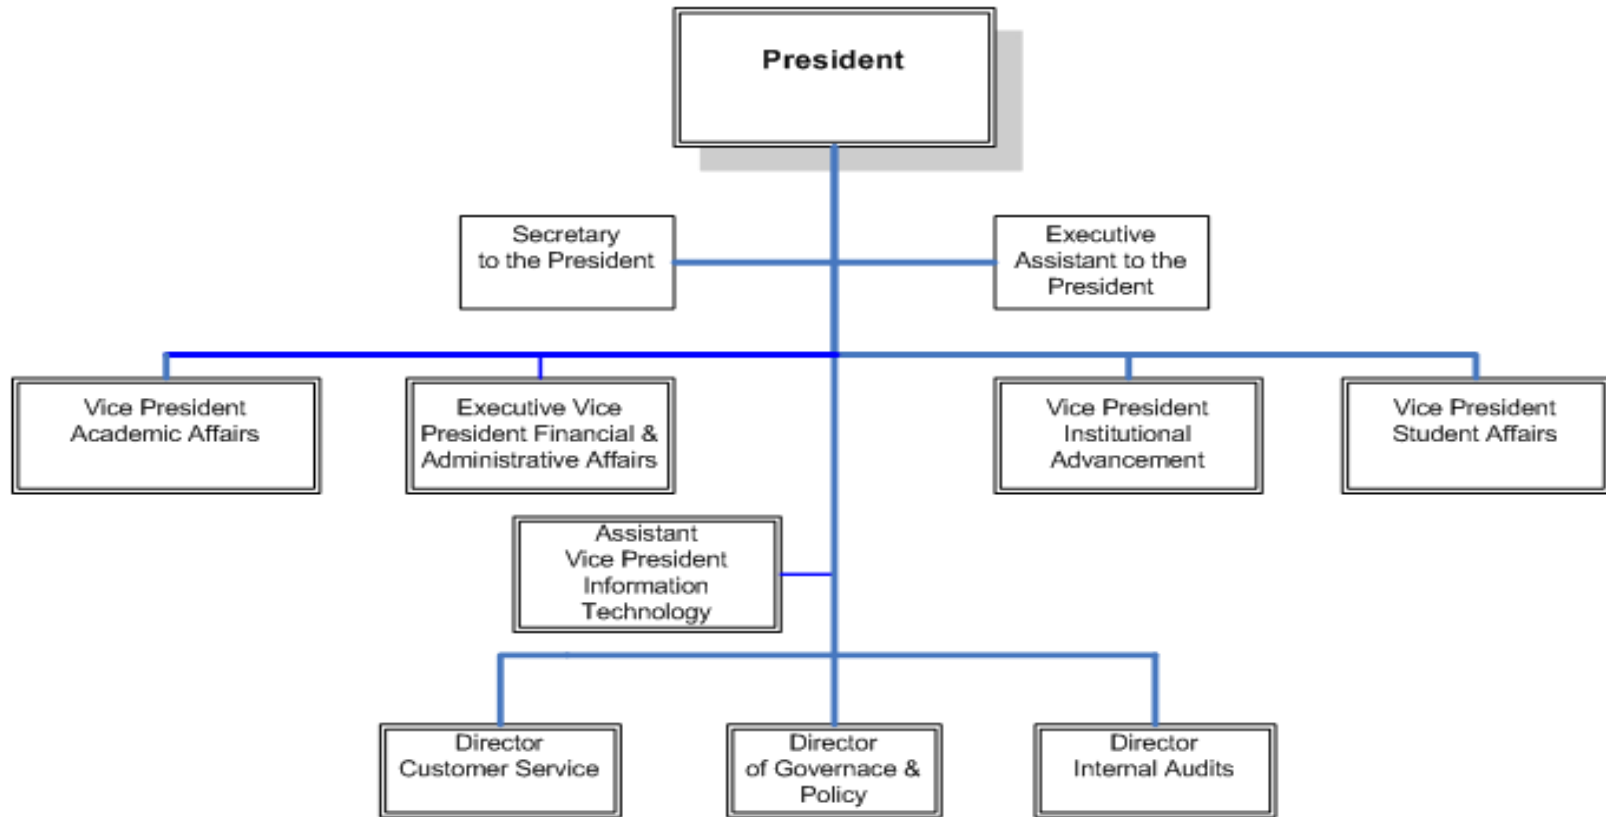 President
Secretary
to the President
Executive
Assistant to the
President
Vice President
Academic Affairs
Executive Vice
President Financial &
Administrative Affairs
Vice President
Institutional
Advancement
Vice President
Student Affairs
Assistant
Vice President
Information
Technology
Director
Customer Service
Director
of Governace &
Policy
Director
Internal Audits